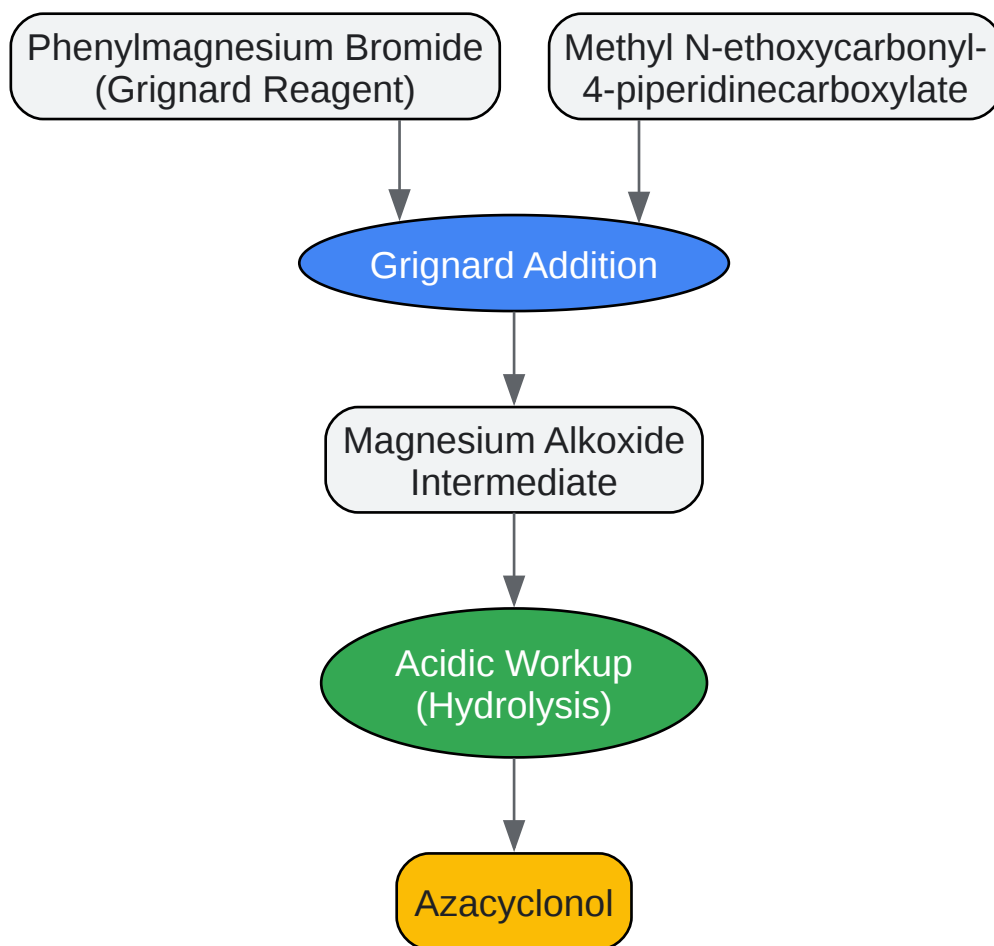 Phenylmagnesium Bromide
(Grignard Reagent)
Methyl N-ethoxycarbonyl-
4-piperidinecarboxylate
Grignard Addition
Magnesium Alkoxide
Intermediate
Acidic Workup
(Hydrolysis)
Azacyclonol